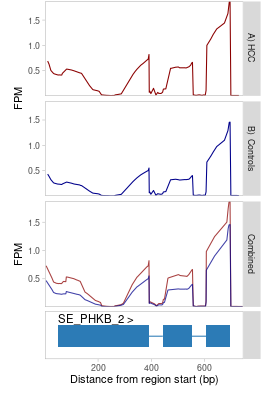 1.5
1.0
0.5
A) HCC
FPM
1.5
1.0
0.5
B) Controls
1.5
1.0
0.5
Combined
FPM
SE_PHKB_2 >
200
400
600
Distance from region start (bp)